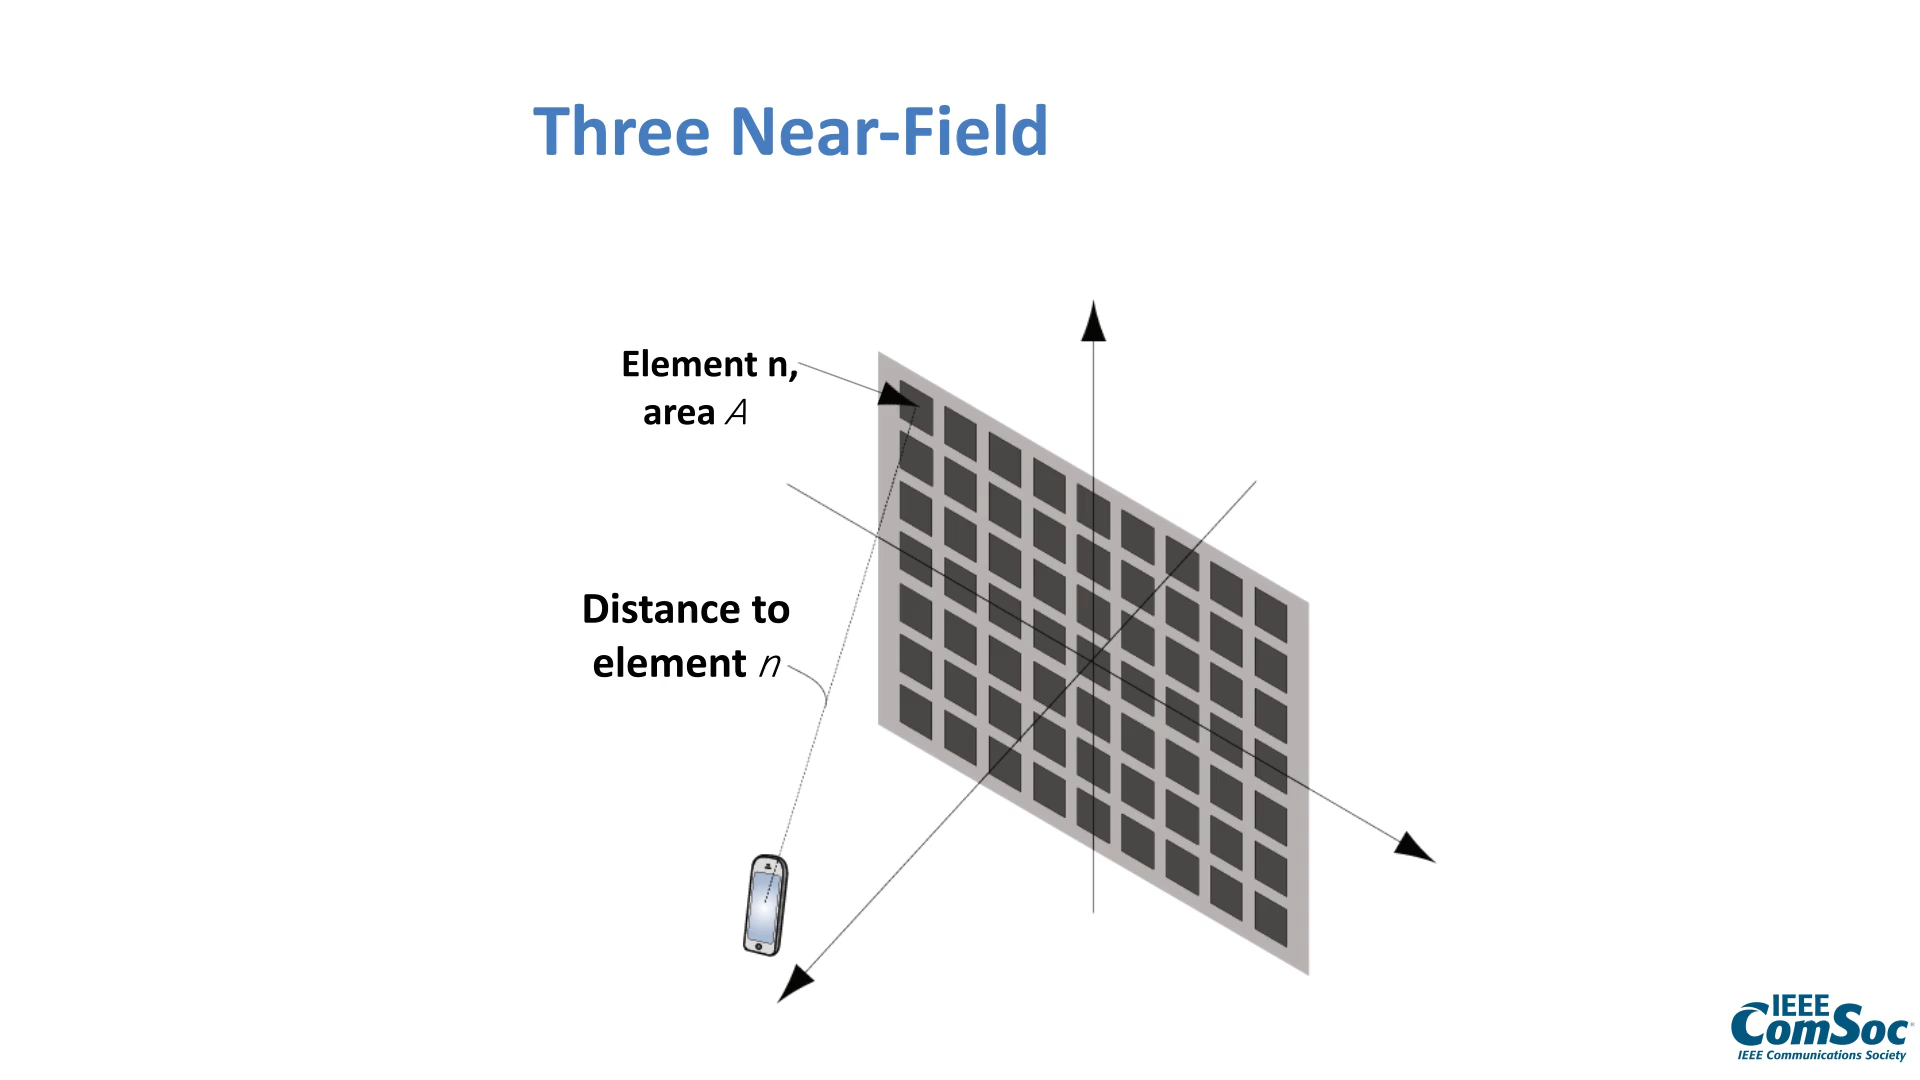 Three Near-Field
Element n,
area A
Distance to
element n
IEEE
ComSoc
IEEE Communications Society